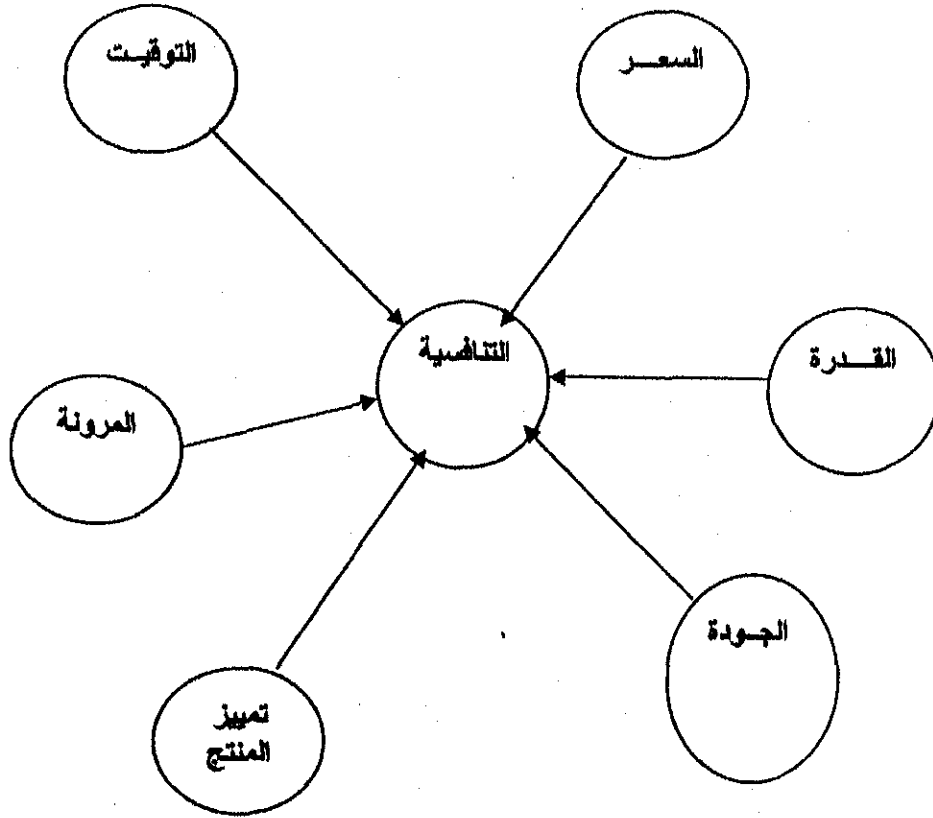 السعر
التوقيت
التنافسية
القدرة
المرونة
الجودة
تمييز
المنتج